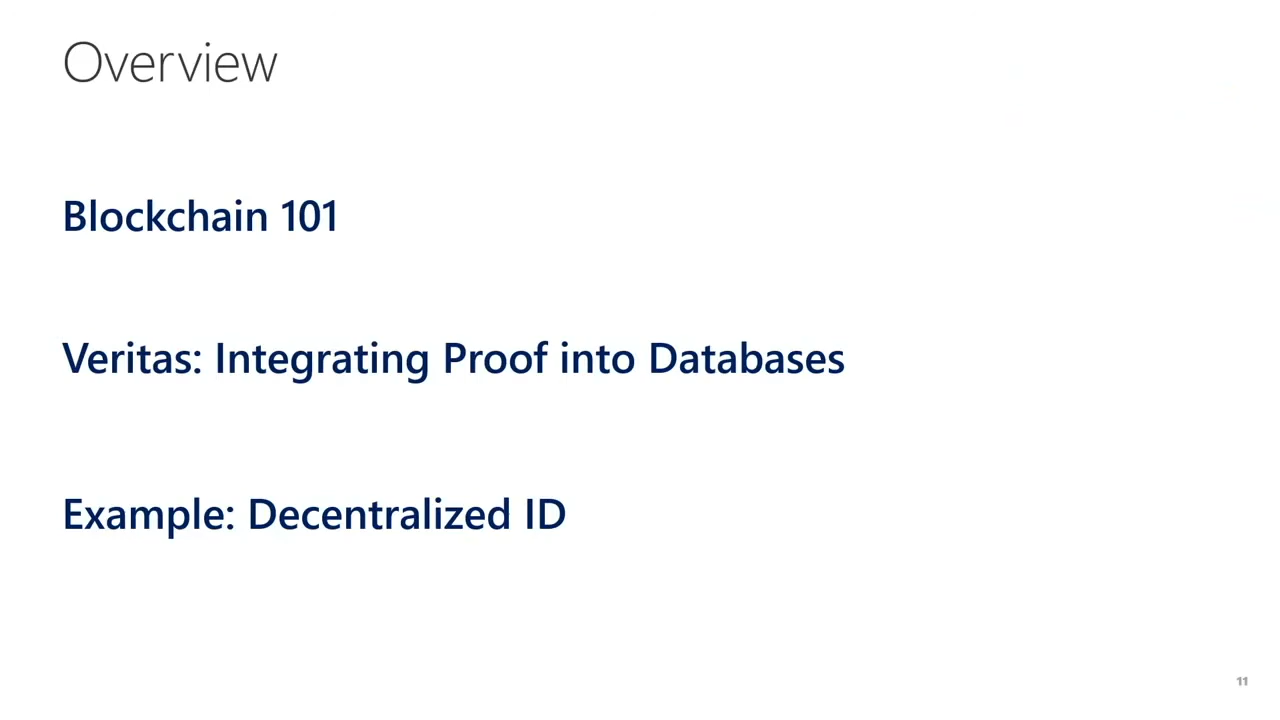 Overview
Blockchain 101
Veritas: Integrating Proof into Databases
Example: Decentralized ID
11